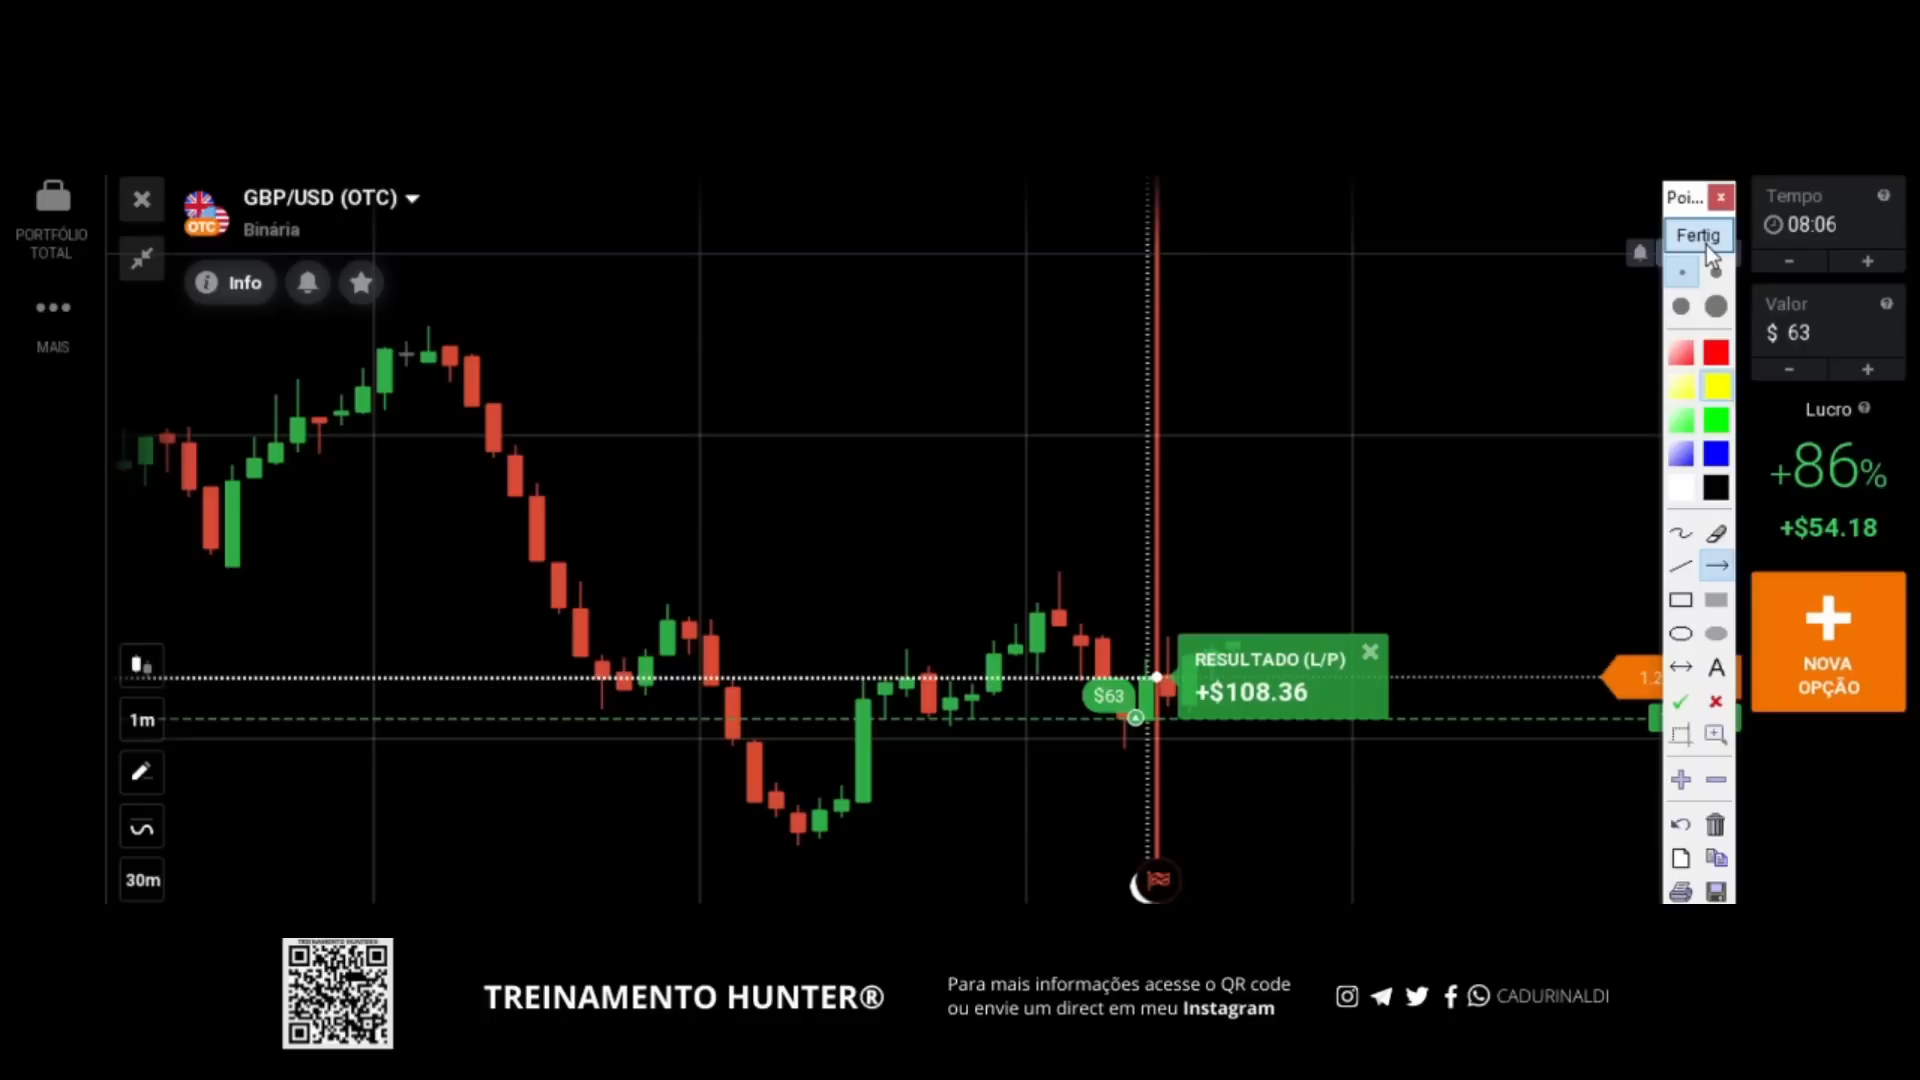 PORTFÓLIO
TOTAL
MAIS
GBP/USD (OTC)
OTC
Binária
Info
Poi...
Fertig
Tempo
08:06
-
+
Valor
$ 63
-
+
Lucro
+86%
+$54.18
NOVA
OPÇÃO
RESULTADO (L/P)
+$108.36
$63
1.2
A
1m
30m
TREINAMENTO HUNTER®
Para mais informações acesse o QR code
ou envie um direct em meu Instagram
CADURINALDI